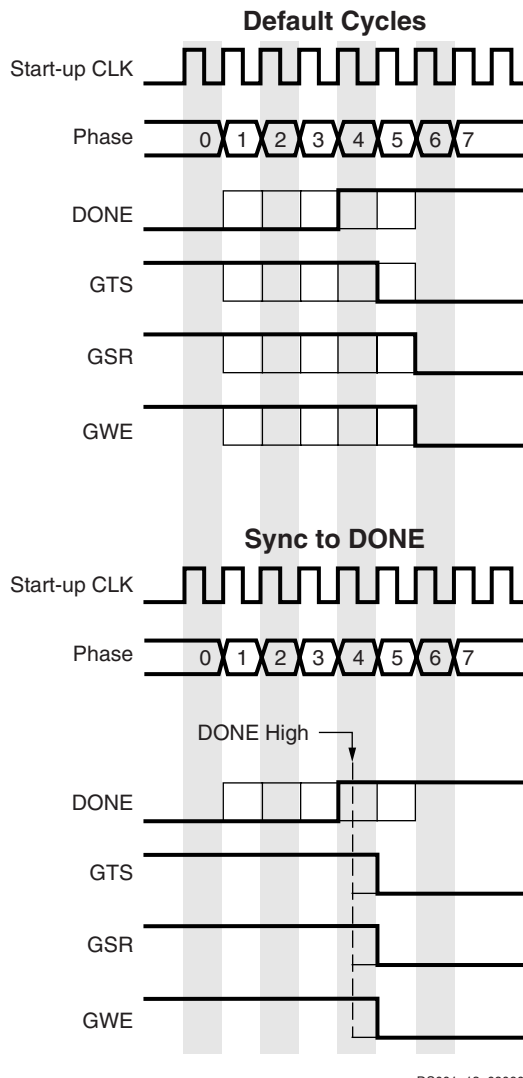 Default Cycles
Start-up CLK
Phase
0 1 2 3 4 5 6 7
DONE
GTS
GSR
GWE
Sync to DONE
Start-up CLK
Phase
0 1 2 3 4 5 6 7
DONE High
DONE
GTS
GSR
GWE